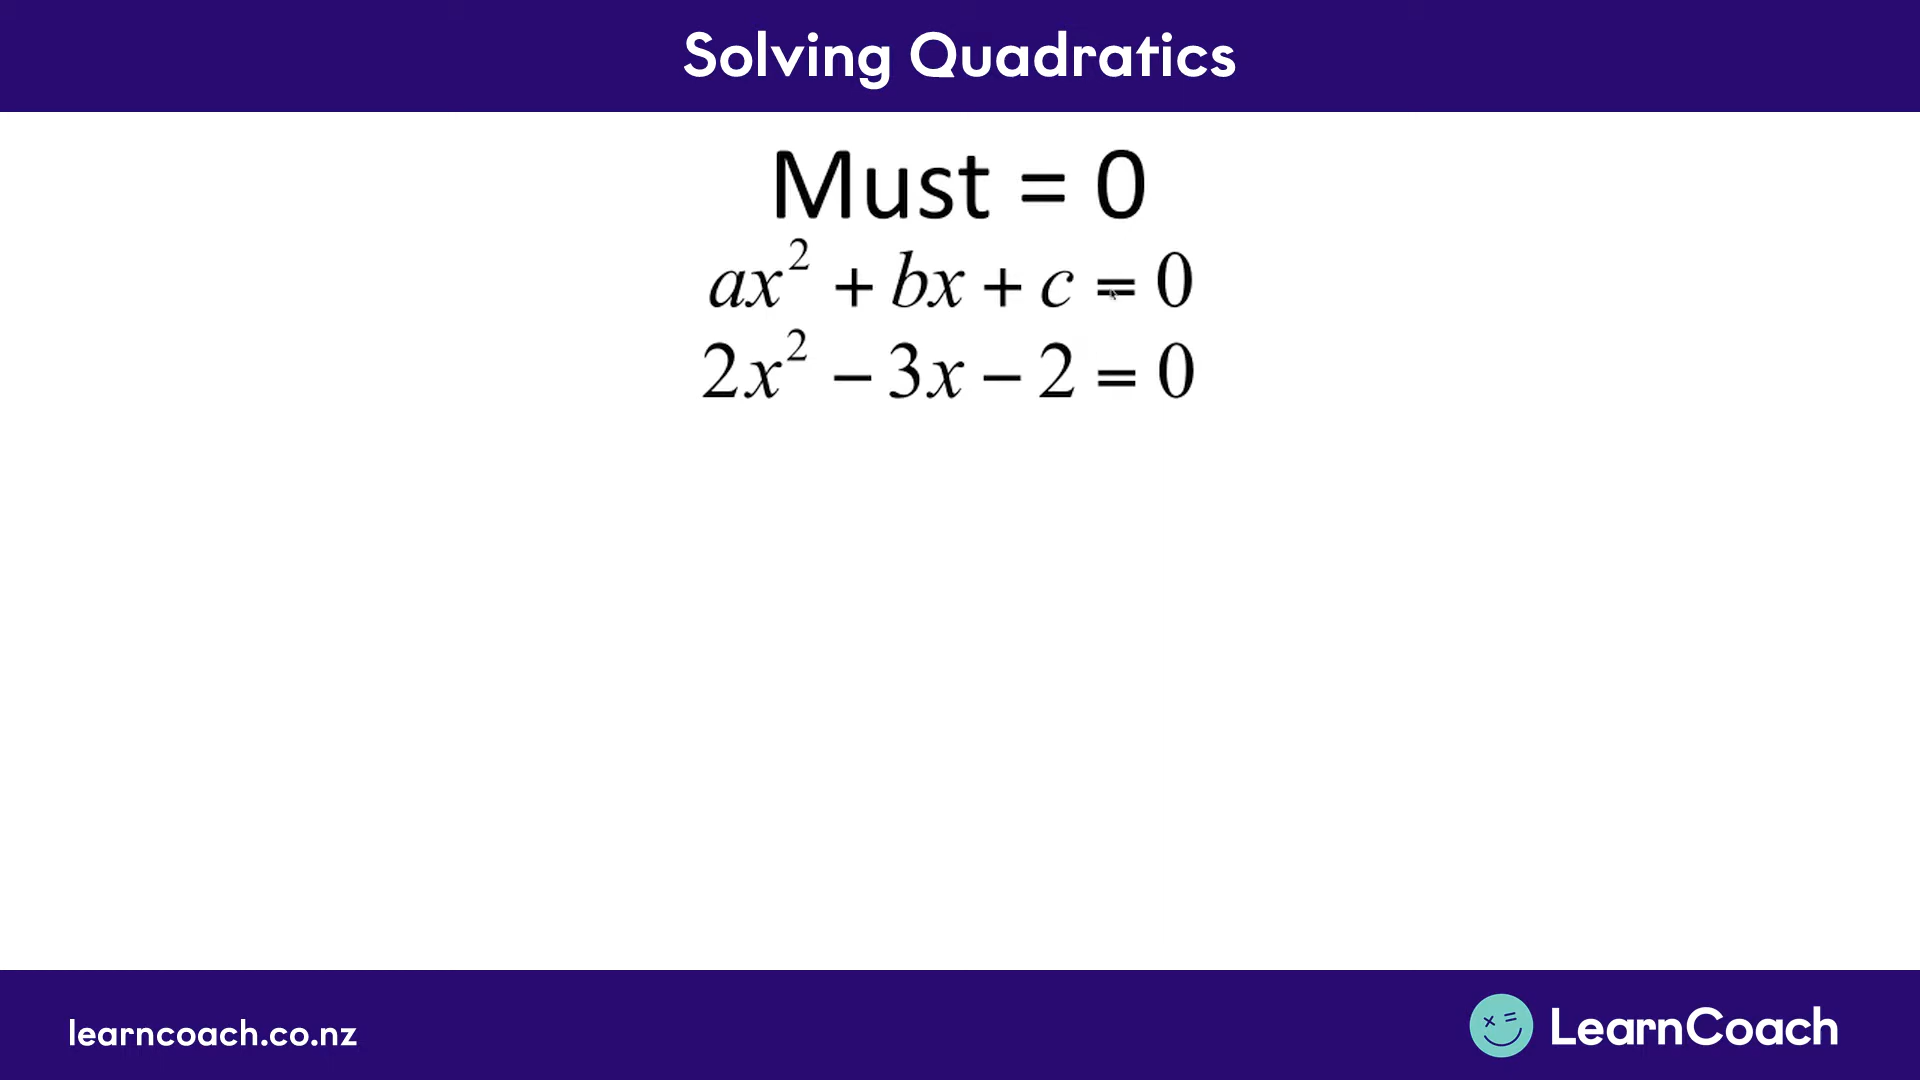 Solving Quadratics
Must = 0
ax² + bx + c = 0
2x² − 3x − 2 = 0
learncoach.co.nz
LearnCoach